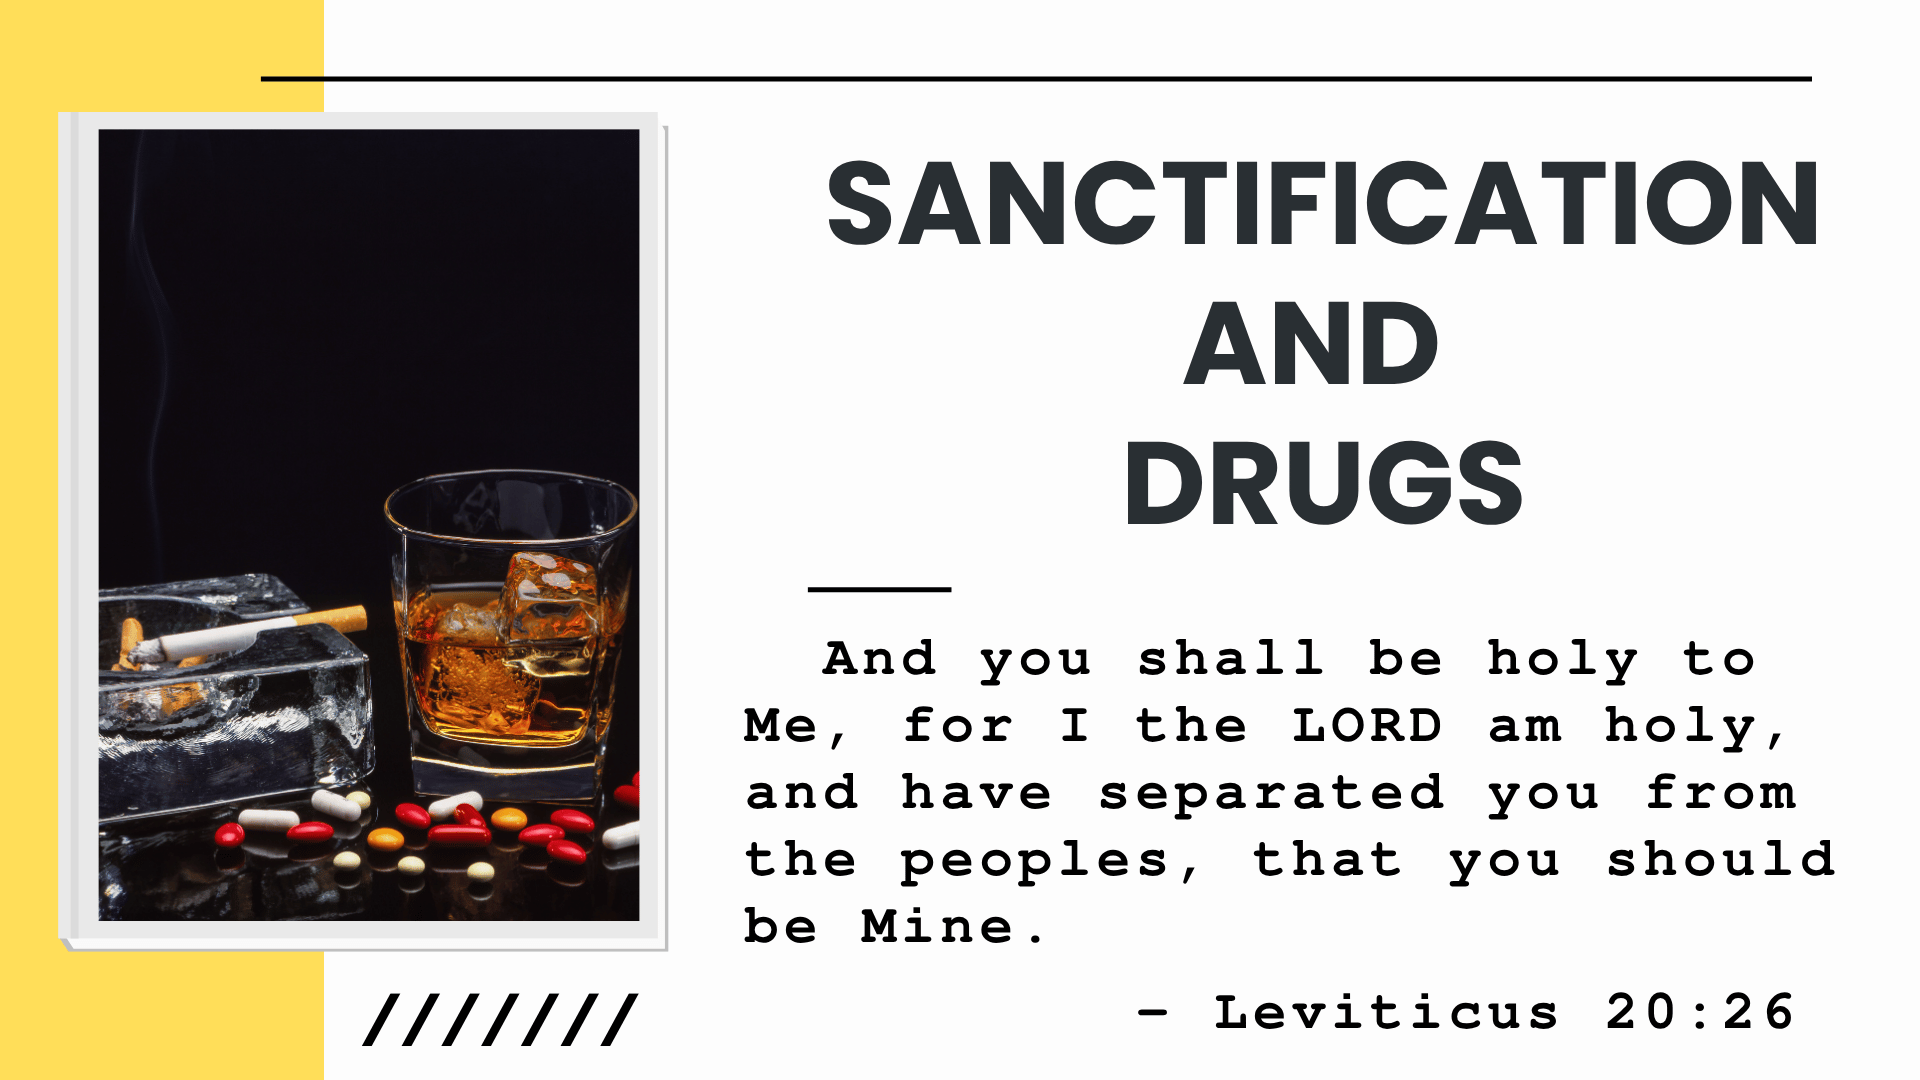 SANCTIFICATION
AND
DRUGS
And you shall be holy to
Me, for I the LORD am holy,
and have separated you from
the peoples, that you should
be Mine.
- Leviticus 20:26
///////